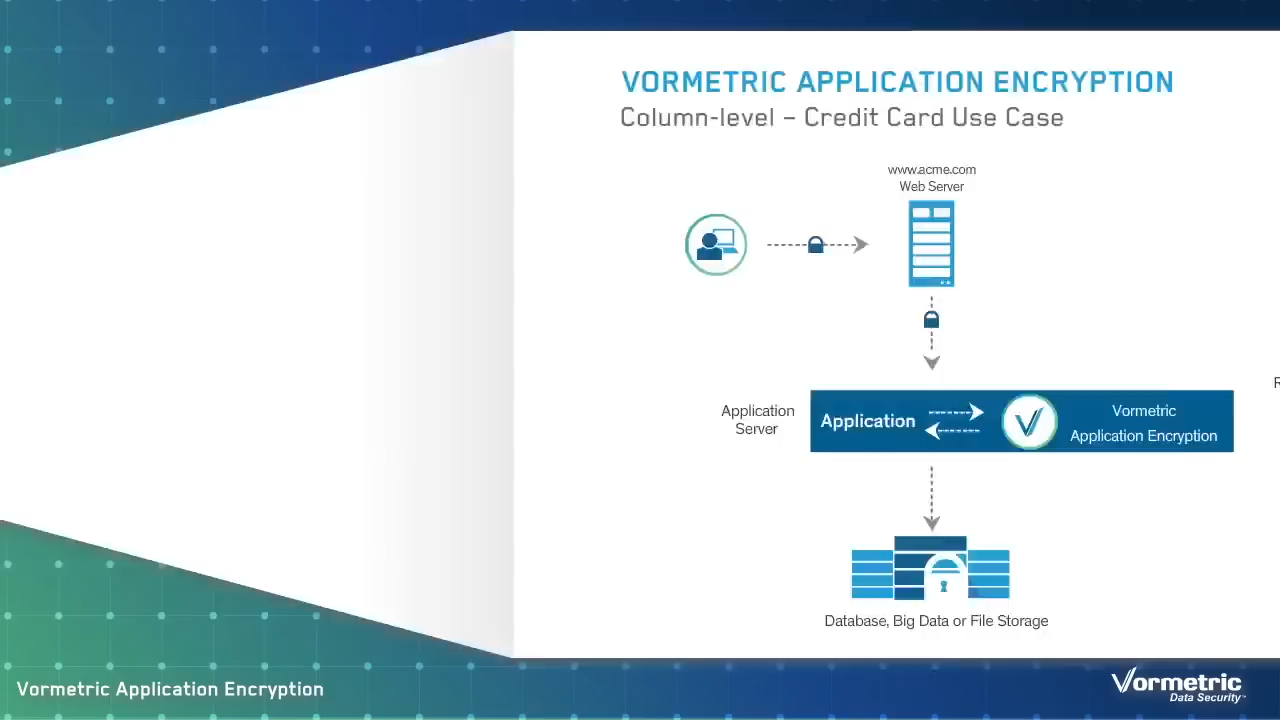 VORMETRIC APPLICATION ENCRYPTION
Column-level – Credit Card Use Case
www.acme.com
Web Server
Application
Server
Application
Vormetric
Application Encryption
Database, Big Data or File Storage
Vormetric Application Encryption
Vormetric
Data Security™